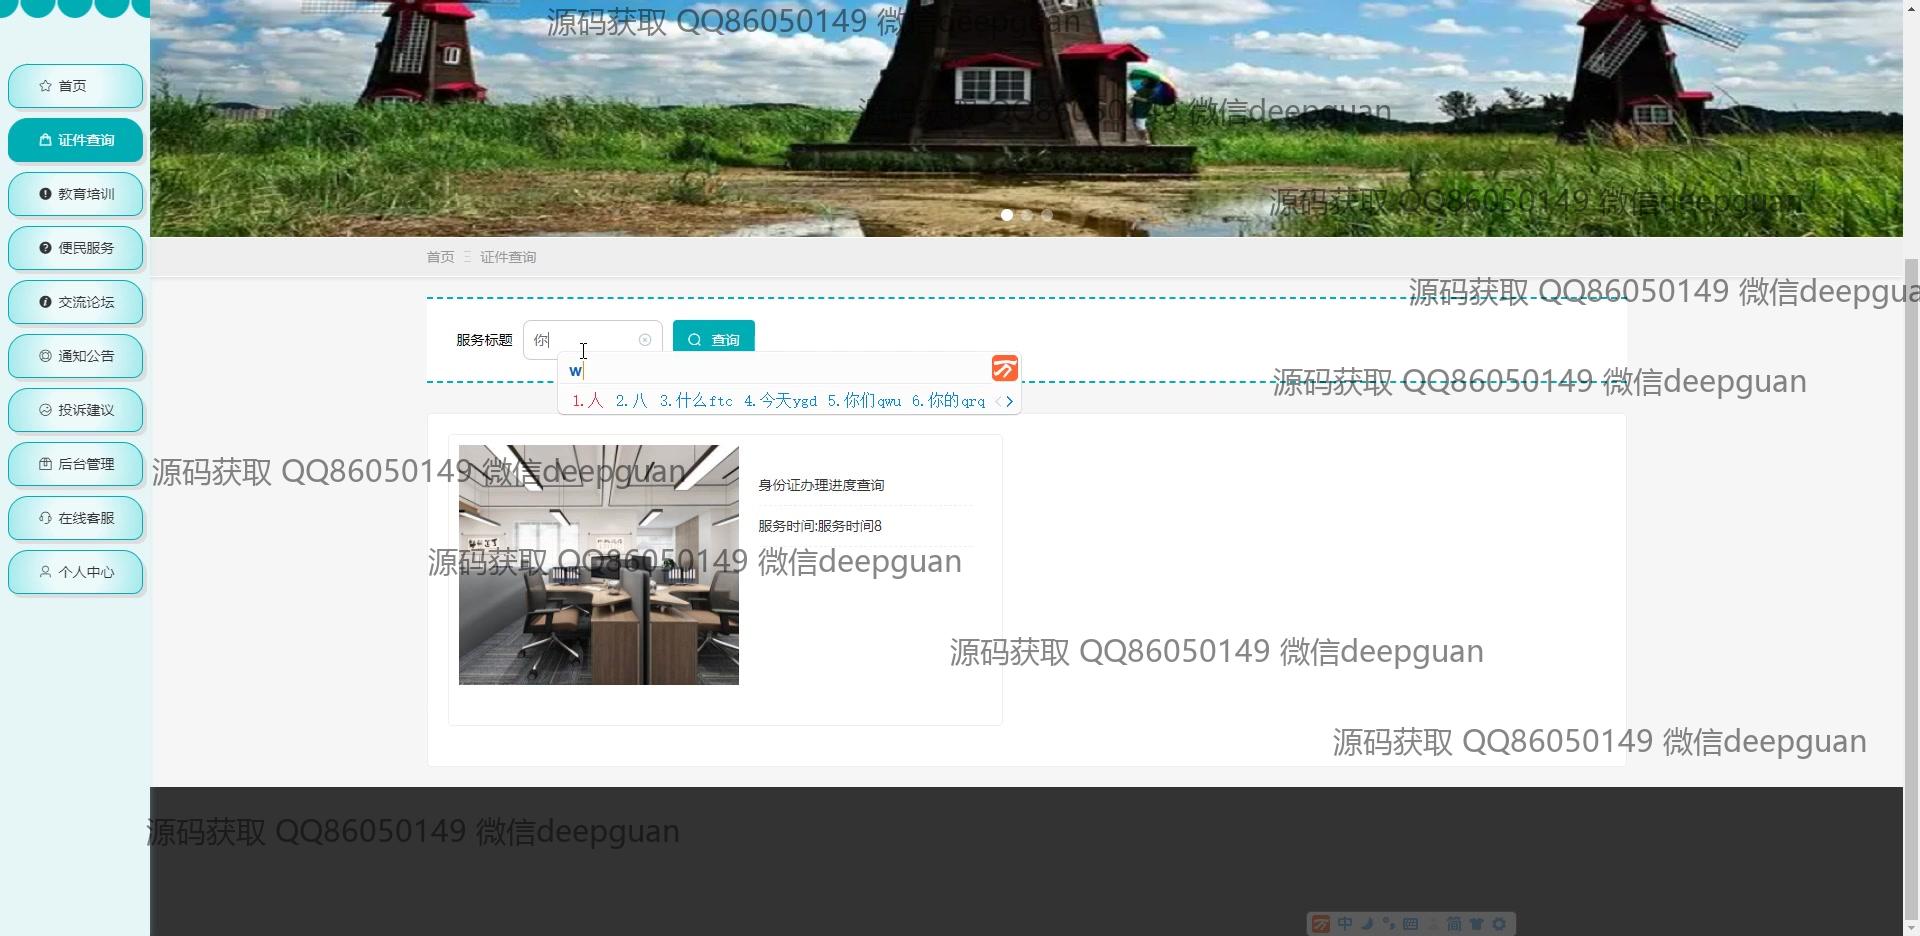 源码获取 QQ86050149 微信deepguan
首页
源码获取 QQ86050149 微信deepguan
证件查询
教育培训
源码获取 QQ86050149 微信deepguan
便民服务
首页 证件查询
源码获取 QQ86050149 微信deepgua
交流论坛
服务标题 你 查询
通知公告
w
源码获取 QQ86050149 微信deepguan
1.人 2.八 3.什么ftc 4.今天ygd 5.你们qwu 6.你的qrq
投诉建议
后台管理
源码获取 QQ86050149 微信deepguan
身份证办理进度查询
在线客服
服务时间:服务时间8
源码获取 QQ86050149 微信deepguan
个人中心
源码获取 QQ86050149 微信deepguan
源码获取 QQ86050149 微信deepguan
源码获取 QQ86050149 微信deepguan
中 简